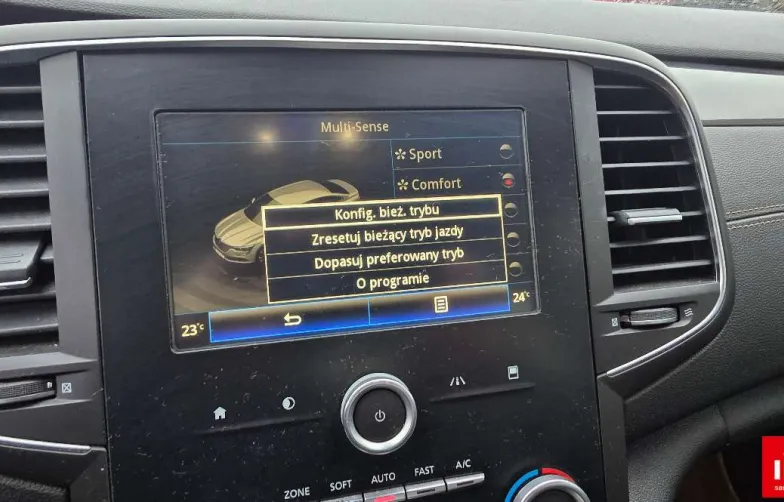 Multi-Sense
Sport
Comfort
Konfig. bież. trybu
Zresetuj bieżący tryb jazdy
Dopasuj preferowany tryb
O programie
23°C
24°C
ZONE SOFT AUTO FAST A/C